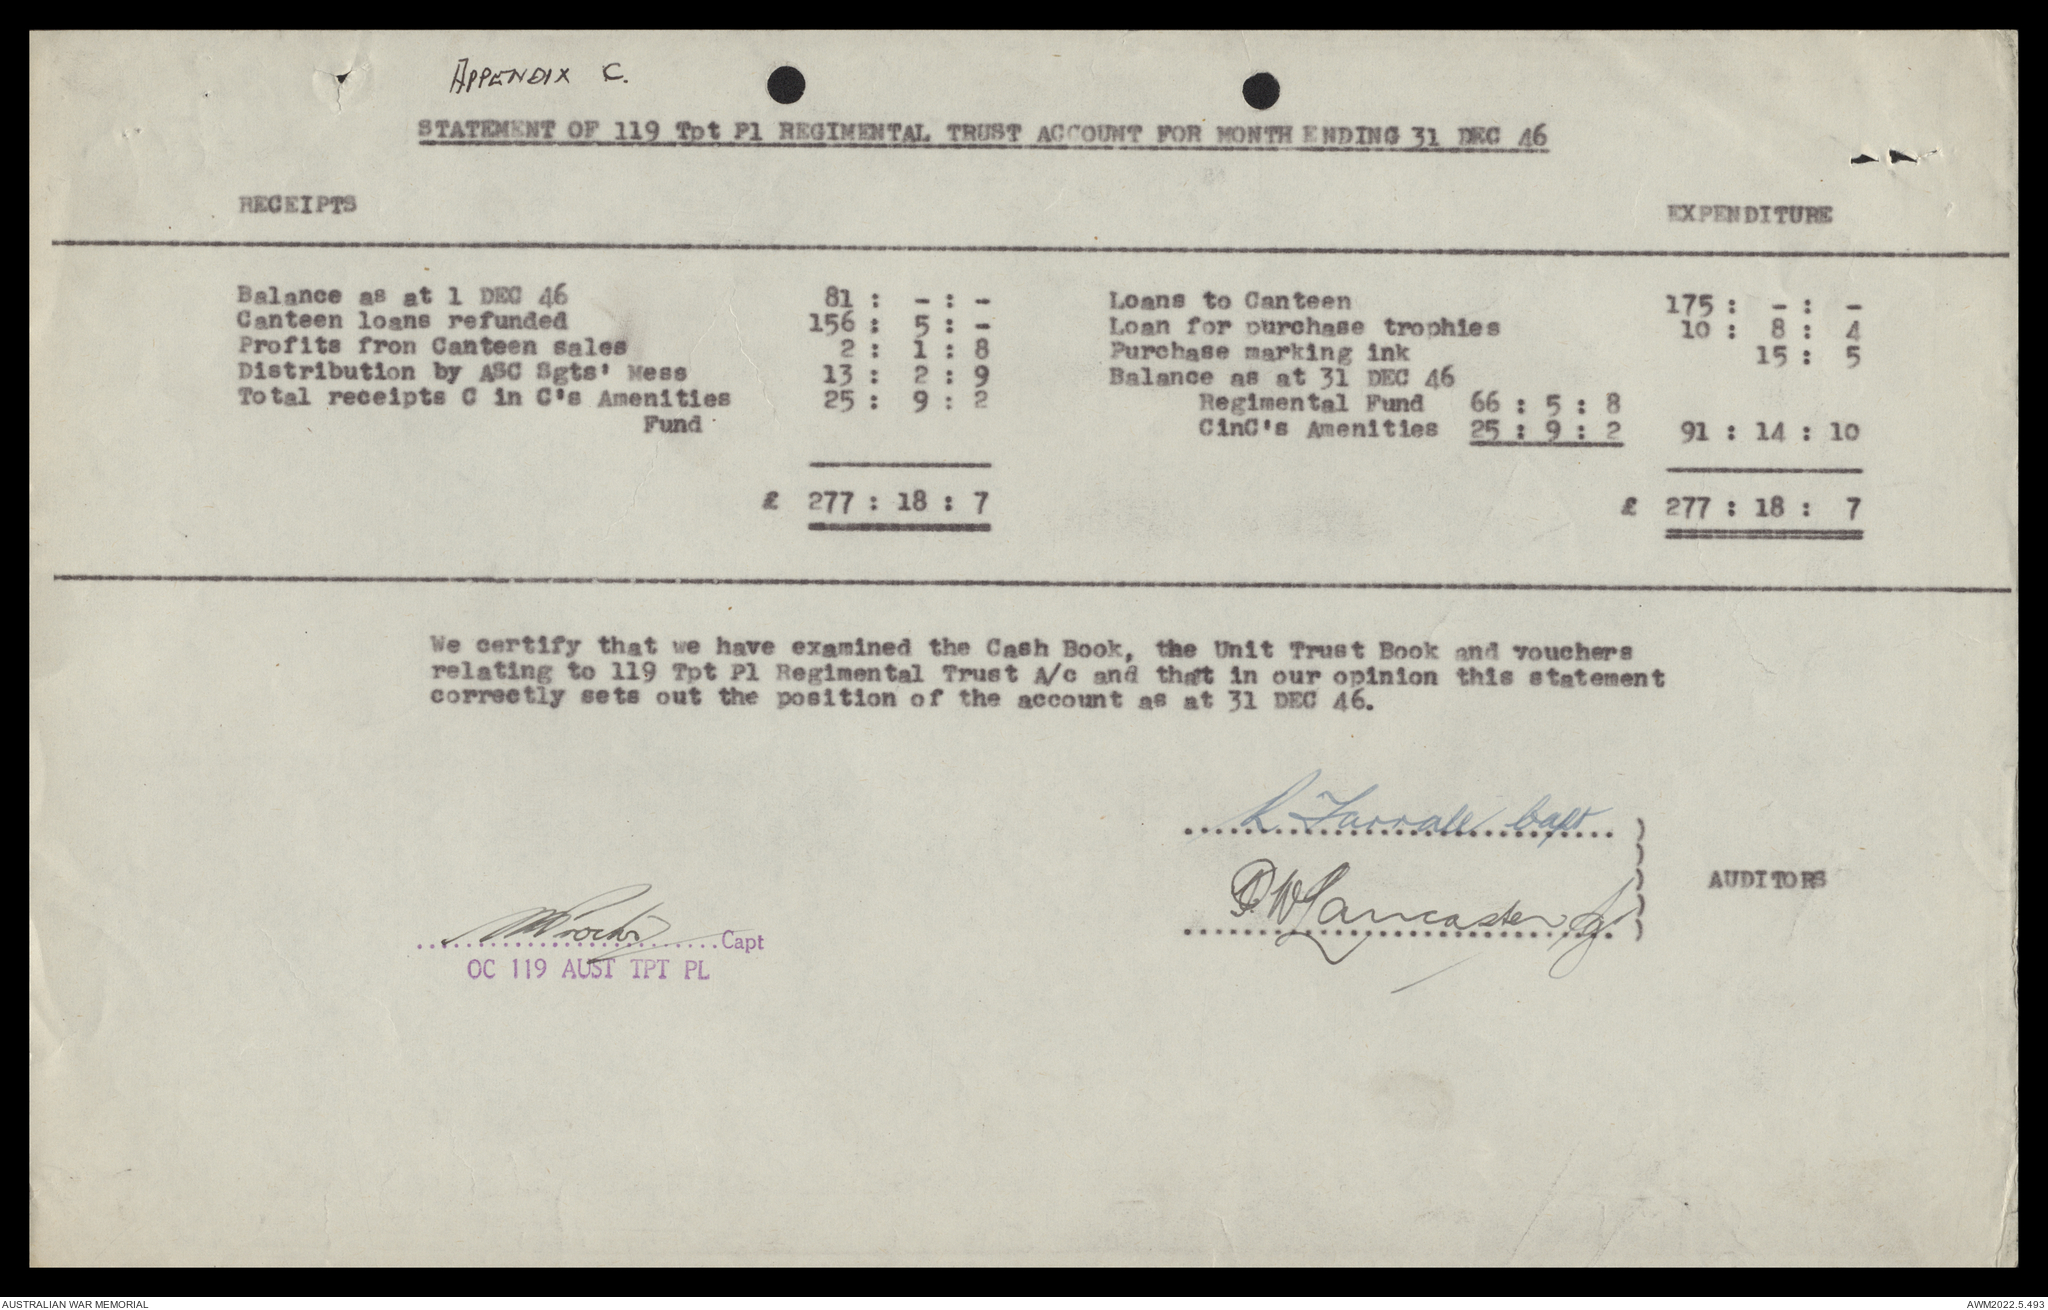 APPENDIX C.
STATEMENT OF 119 Tpt Pl REGIMENTAL TRUST ACCOUNT FOR MONTH ENDING 31 DEC 46
RECEIPTS
EXPENDITURE
Balance as at 1 DEC 46 81 : - : -
Canteen loans refunded 156 : 5 : -
Profits fron Canteen sales 2 : 1 : 8
Distribution by ASC Sgts' Mess 13 : 2 : 9
Total receipts C in C's Amenities 25 : 9 : 2
Fund
£ 277 : 18 : 7
Loans to Canteen 175 : - : -
Loan for purchase trophies 10 : 8 : 4
Purchase marking ink 15 : 5
Balance as at 31 DEC 46
Regimental Fund 66 : 5 : 8
CinC's Amenities 25 : 9 : 2 91 : 14 : 10
£ 277 : 18 : 7
We certify that we have examined the Cash Book, the Unit Trust Book and vouchers
relating to 119 Tpt Pl Regimental Trust A/c and that in our opinion this statement
correctly sets out the position of the account as at 31 DEC 46.
Capt
Lancaster
AUDITORS
Capt
OC 119 AUST TPT PL
AUSTRALIAN WAR MEMORIAL
AWM2022.5.493